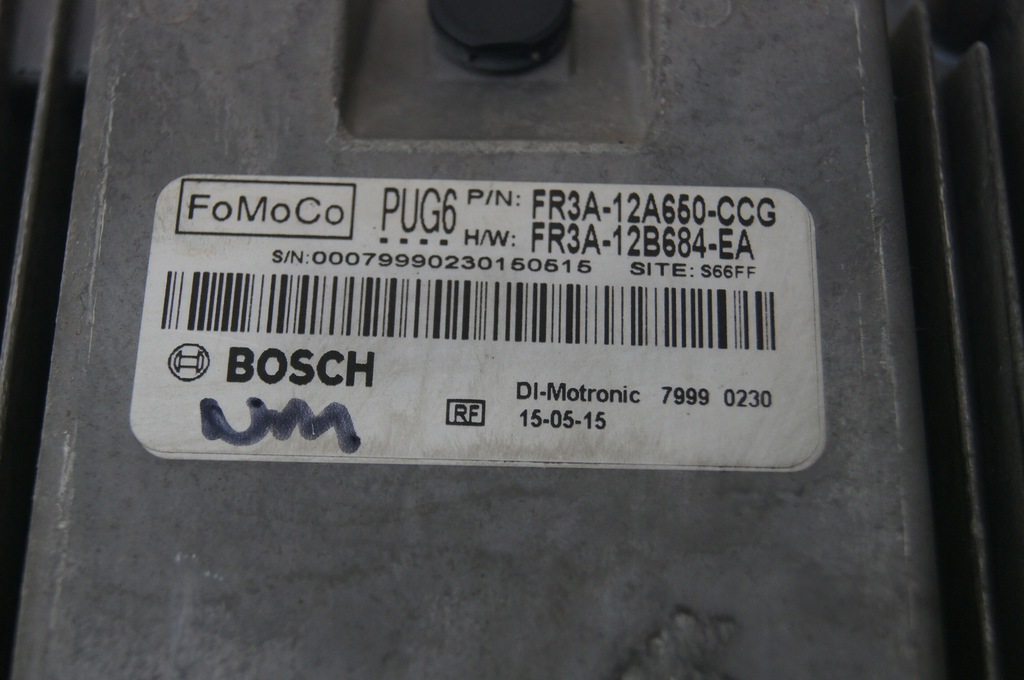 FoMoCo PUG6 P/N: FR3A-12A650-CCG
H/W: FR3A-12B684-EA
S/N:00079990230150515 SITE: S66FF
BOSCH
DI-Motronic 7999 0230
RF 15-05-15